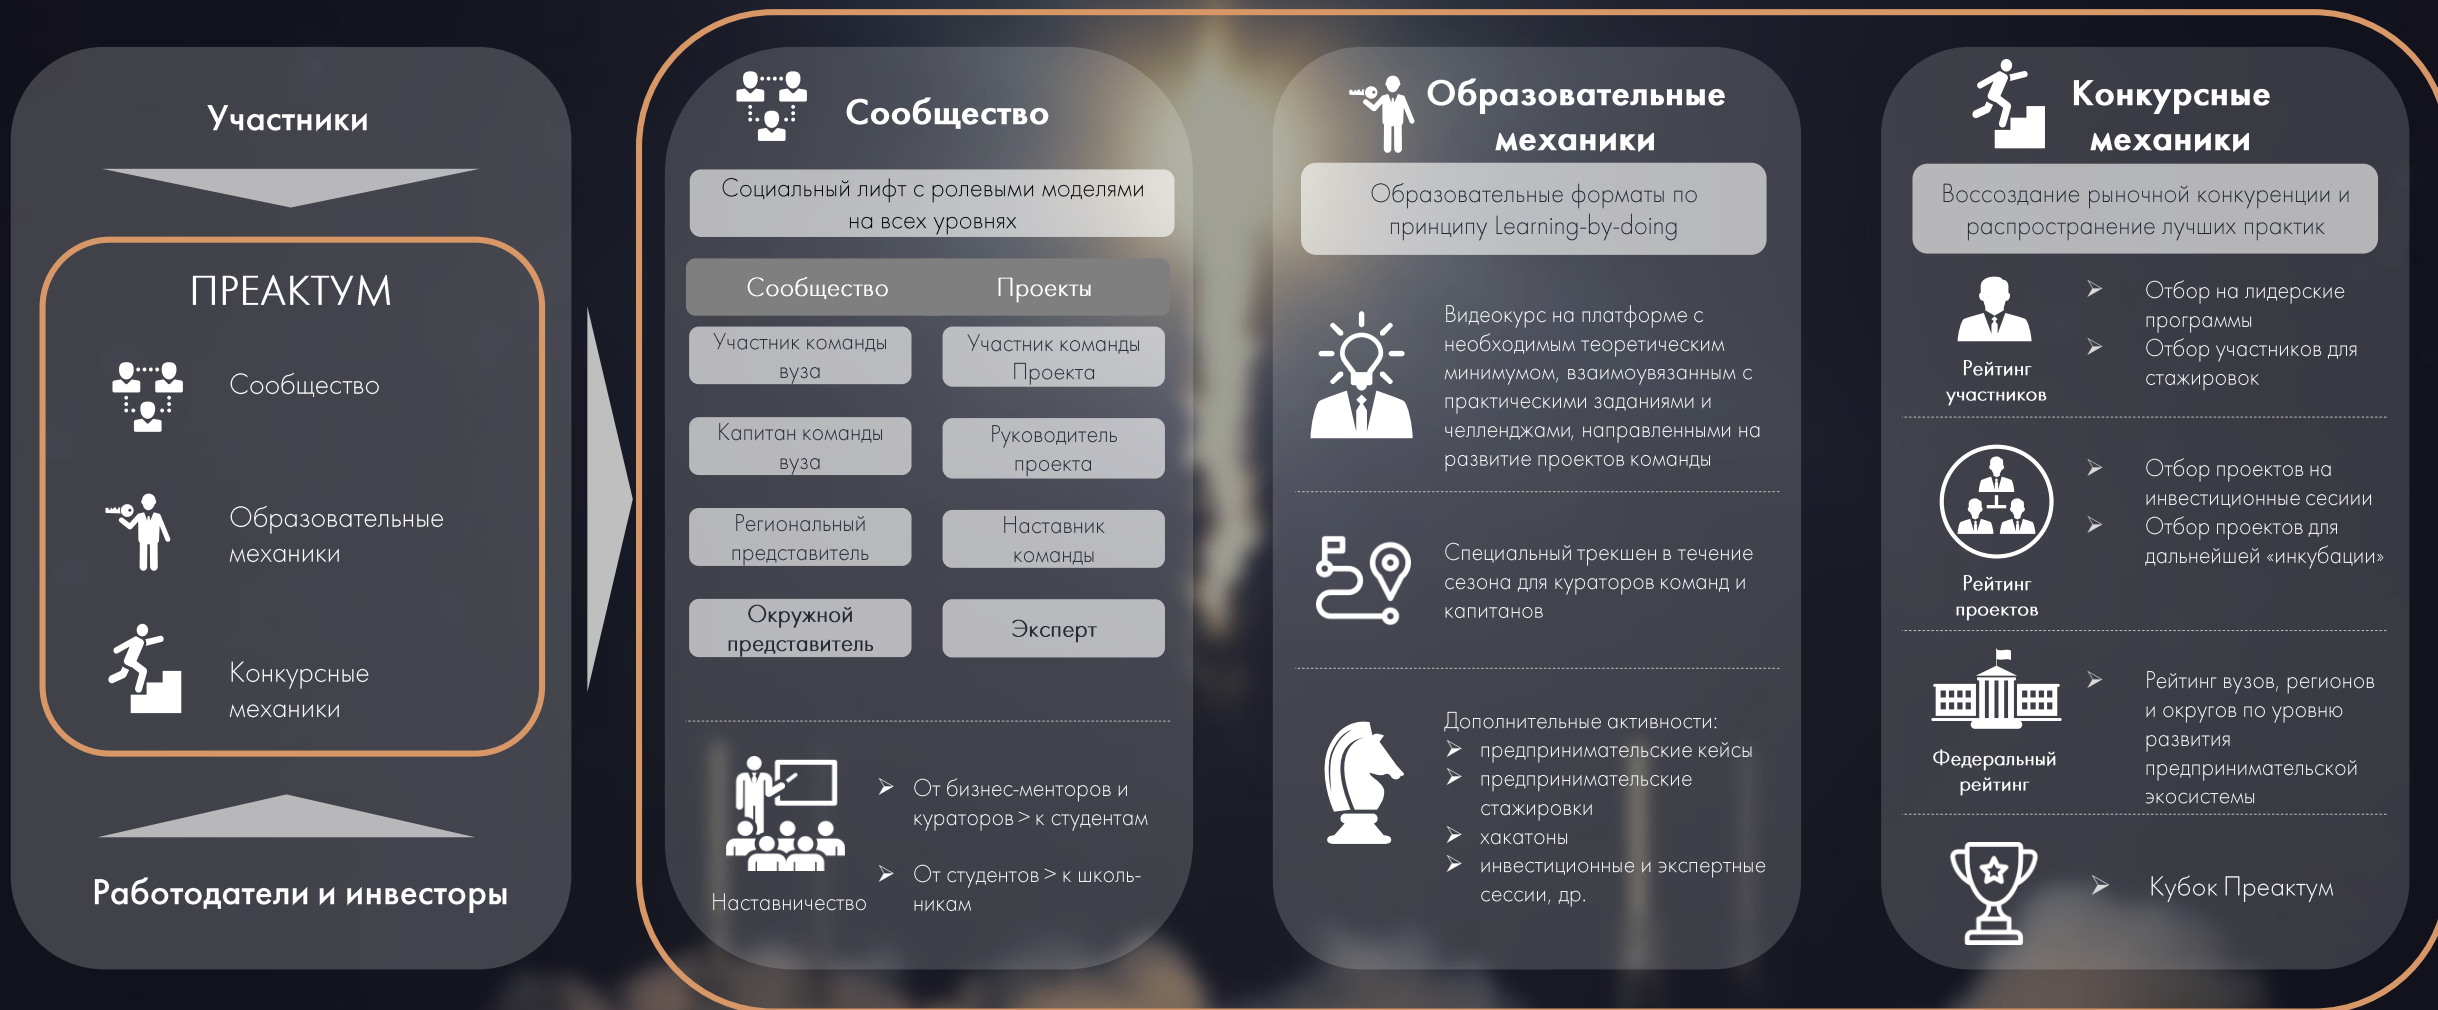 Участники
ПРЕАКТУМ
Сообщество
Образовательные
механики
Конкурсные
механики
Работодатели и инвесторы
Сообщество
Социальный лифт с ролевыми моделями
на всех уровнях
Сообщество
Проекты
Участник команды
вуза
Участник команды
Проекта
Капитан команды
вуза
Руководитель
проекта
Региональный
представитель
Наставник
команды
Окружной
представитель
Эксперт
Наставничество
➢ От бизнес-менторов и
кураторов > к студентам
➢ От студентов > к школь-
никам
Образовательные
механики
Образовательные форматы по
принципу Learning-by-doing
Видеокурс на платформе с
необходимым теоретическим
минимумом, взаимоувязанным с
практическими заданиями и
челленджами, направленными на
развитие проектов команды
Специальный трекшен в течение
сезона для кураторов команд и
капитанов
Дополнительные активности:
➢ предпринимательские кейсы
➢ предпринимательские
стажировки
➢ хакатоны
➢ инвестиционные и экспертные
сессии, др.
Конкурсные
механики
Воссоздание рыночной конкуренции и
распространение лучших практик
Рейтинг
участников
➢ Отбор на лидерские
программы
➢ Отбор участников для
стажировок
Рейтинг
проектов
➢ Отбор проектов на
инвестиционные сесиии
➢ Отбор проектов для
дальнейшей «инкубации»
Федеральный
рейтинг
➢ Рейтинг вузов, регионов
и округов по уровню
развития
предпринимательской
экосистемы
➢ Кубок Преактум